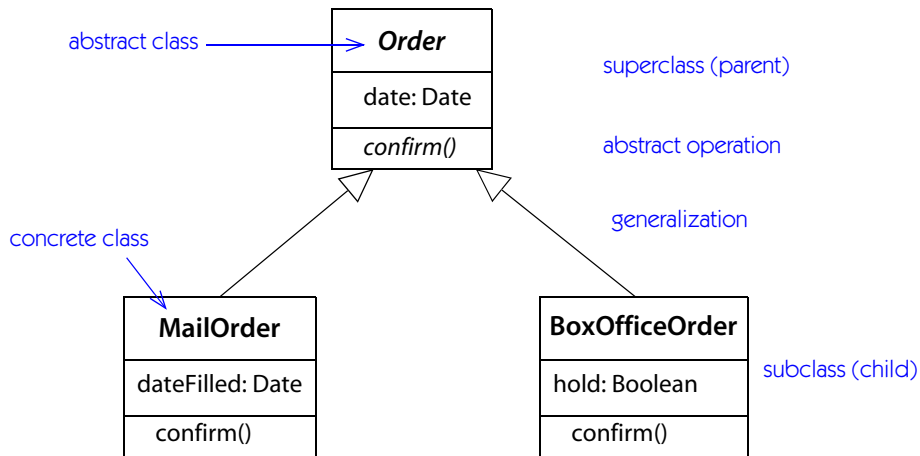 abstract class
Order
superclass (parent)
date: Date
confirm()
abstract operation
generalization
concrete class
MailOrder
BoxOfficeOrder
dateFilled: Date
hold: Boolean
subclass (child)
confirm()
confirm()